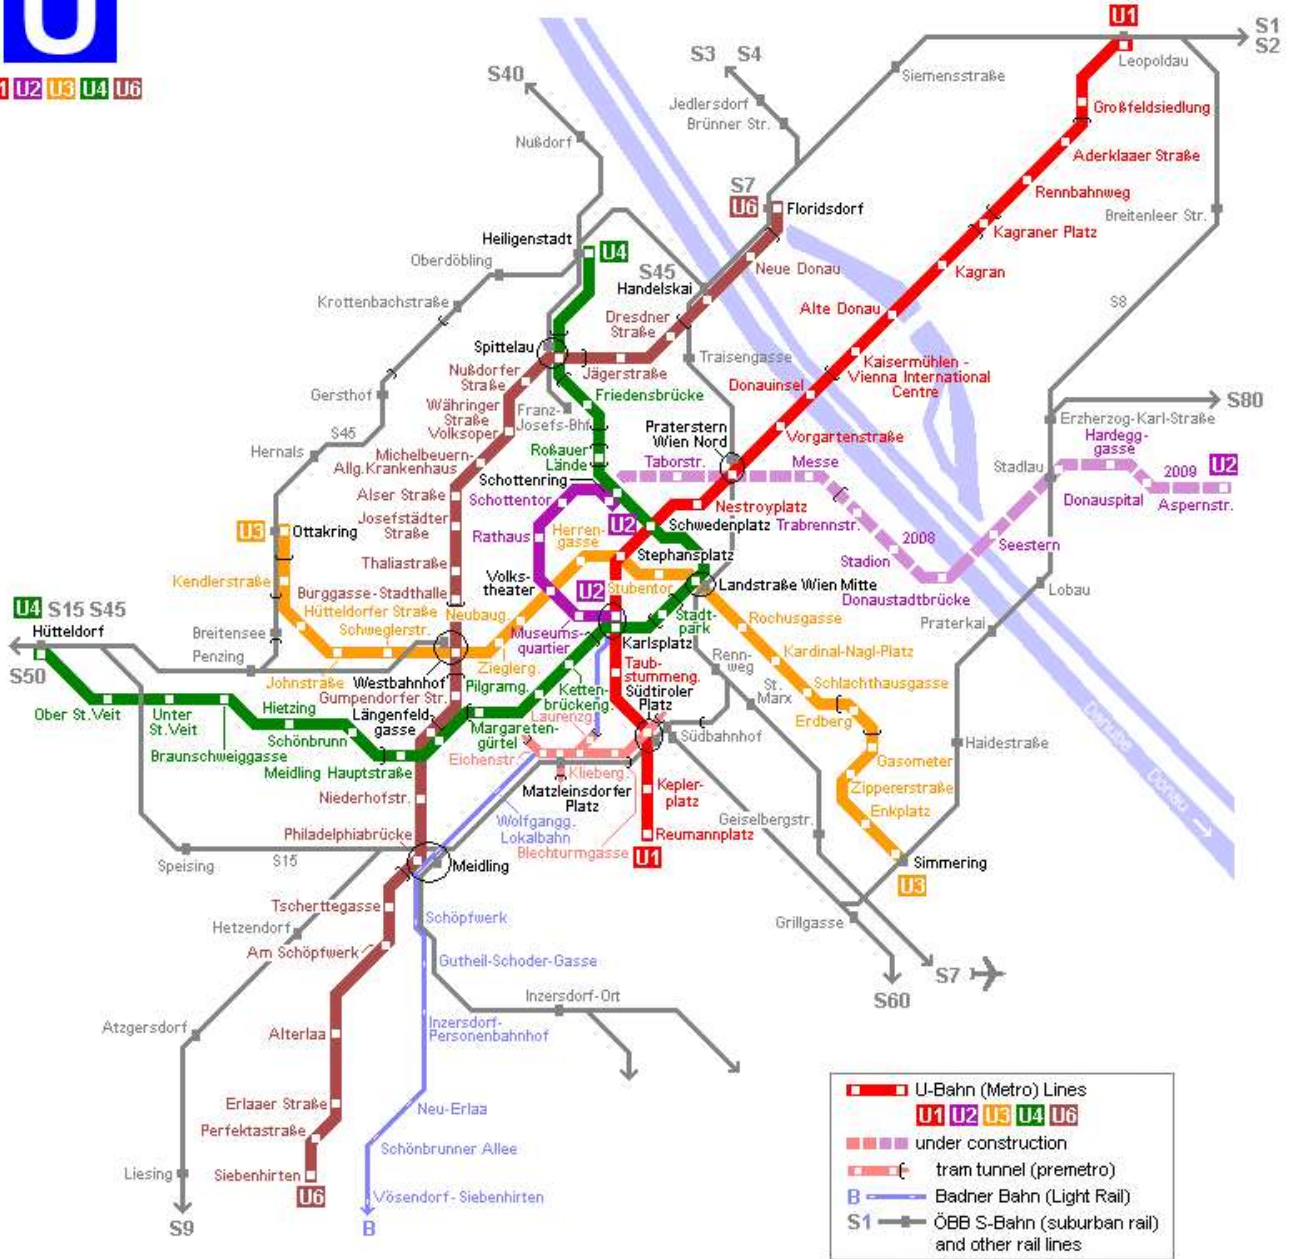 U
1 U2 U3 U4 U6
U1
S1
S2
Leopoldau
S3 S4
Siemensstraße
S40
Jedlersdorf
Brünner Str.
Großfeldsiedlung
Nußdorf
Aderklaaer Straße
S7
U6
Floridsdorf
Rennbahnweg
Breitenleer Str.
Kagraner Platz
Heiligenstadt
U4
Oberdöbling
S45
Neue Donau
Kagran
Handelskai
Krottenbachstraße
Alte Donau
S8
Dresdner
Straße
Spittelau
Traisengasse
Kaisermühlen -
Vienna International
Centre
Nußdorfer
Straße
Jägerstraße
Donauinsel
Gersthof
Friedensbrücke
Währinger
Straße
Volksoper
Franz-
Josefs-Bhf.
S80
Erzherzog-Karl-Straße
Praterstern
Wien Nord
Vorgartenstraße
Hardegg-
gasse
S45
Hernals
Michelbeuern-
Allg.Krankenhaus
Roßauer
Lände
Taborstr.
Messe
Stadlau
2009
U2
Schottenring
Alser Straße
Schottentor
Nestroyplatz
Donauspital
Aspernstr.
Trabrennstr.
U3
Ottakring
Josefstädter
Straße
Rathaus
Herren-
gasse
U2
Schwedenplatz
2008
Seestern
Stadion
Stephansplatz
Thaliastraße
Kendlerstraße
Volks-
theater
U2
Stubentor
Landstraße Wien Mitte
Lobau
Burggasse-Stadthalle
Donaustadtbrücke
U4 S15 S45
Hütteldorf
Hütteldorfer Straße
Neubaug.
Stadt-
park
Rochusgasse
Praterkai
Breitensee
Schweglerstr.
Museums-
quartier
Karlsplatz
Penzing
Zieglerg.
Renn-
weg
Kardinal-Nagl-Platz
S50
Johnstraße
Westbahnhof
Pilgramg.
Taub-
stummeng.
Gumpendorfer Str.
Ketten-
brückeng.
Südtiroler
Platz
St.
Marx
Schlachthausgasse
Ober St.Veit
Unter
St.Veit
Hietzing
Längenfeld-
gasse
Laurenzg.
Erdberg
Danube
Schönbrunn
Margareten-
gürtel
Südbahnhof
Haidestraße
Braunschweiggasse
Eichenstr.
Gasometer
Meidling Hauptstraße
Klieberg.
Donau
Matzleinsdorfer
Platz
Kepler-
platz
Zippererstraße
Niederhofstr.
Enkplatz
Wolfgangg.
Lokalbahn
Geiselbergstr.
Philadelphiabrücke
Reumannplatz
Blechturmgasse
U1
Speising
S15
Meidling
Simmering
U3
Tscherttegasse
Schöpfwerk
Grillgasse
Hetzendorf
Am Schöpfwerk
Gutheil-Schoder-Gasse
S7
S60
Inzersdorf-Ort
Atzgersdorf
Alterlaa
Inzersdorf-
Personenbahnhof
Erlaaer Straße
Neu-Erlaa
Perfektastraße
Schönbrunner Allee
Liesing
Siebenhirten
U6
Vösendorf-Siebenhirten
S9
B
U-Bahn (Metro) Lines
U1 U2 U3 U4 U6
under construction
tram tunnel (premetro)
B Badner Bahn (Light Rail)
S1 ÖBB S-Bahn (suburban rail)
and other rail lines